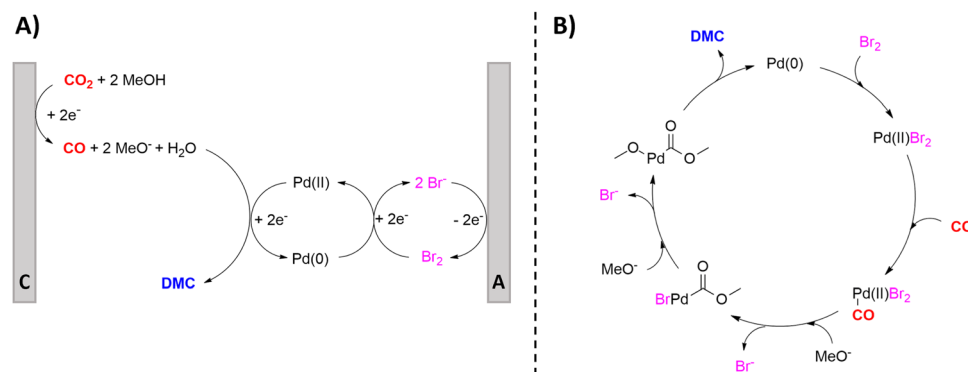 A)
CO2 + 2 MeOH
+ 2e-
CO + 2 MeO- + H2O
Pd(II)
2 Br-
+ 2e-
+ 2e-
- 2e-
Pd(0)
Br2
DMC
C
A
B)
DMC
Pd(0)
Br2
Pd(II)Br2
CO
Pd(II)Br2
CO
MeO-
Br-
BrPd
O
O
MeO-
Br-
O
Pd
O
O